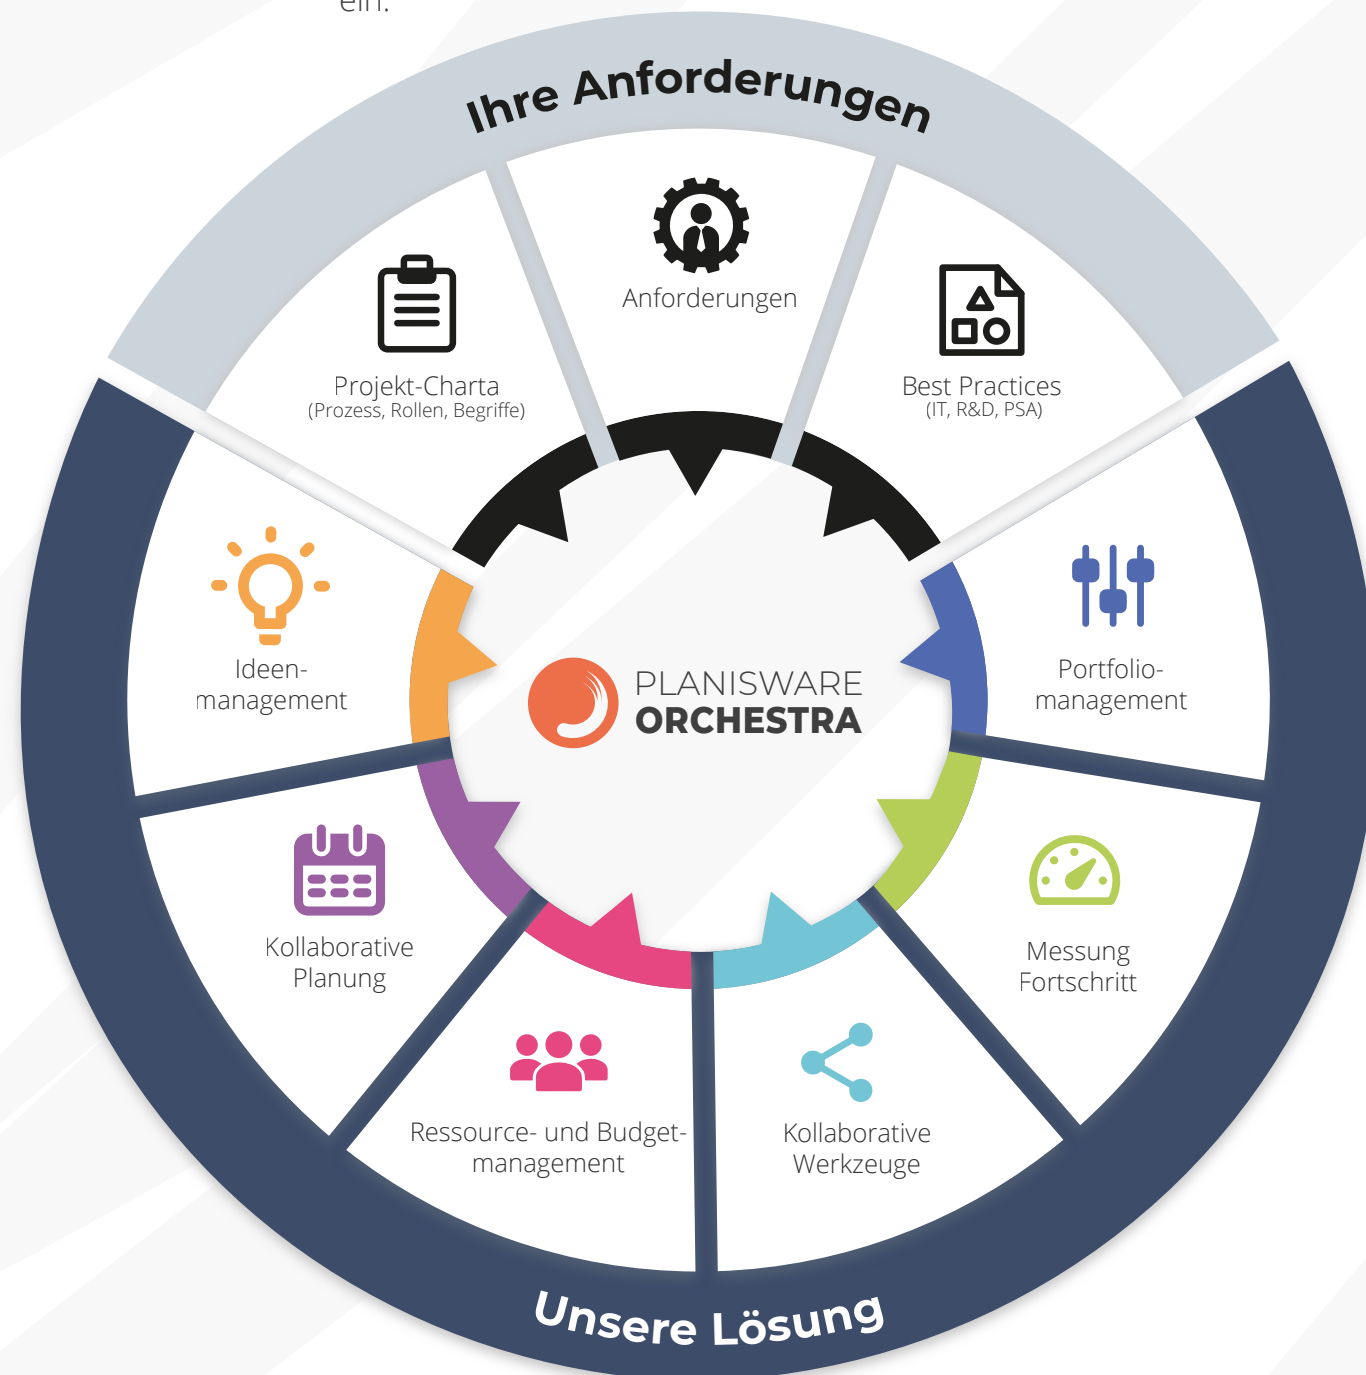 ein.
Ihre Anforderungen
Anforderungen
Projekt-Charta
(Prozess, Rollen, Begriffe)
Best Practices
(IT, R&D, PSA)
Ideen-
management
Portfolio-
management
PLANISWARE
ORCHESTRA
Kollaborative
Planung
Messung
Fortschritt
Ressource- und Budget-
management
Kollaborative
Werkzeuge
Unsere Lösung